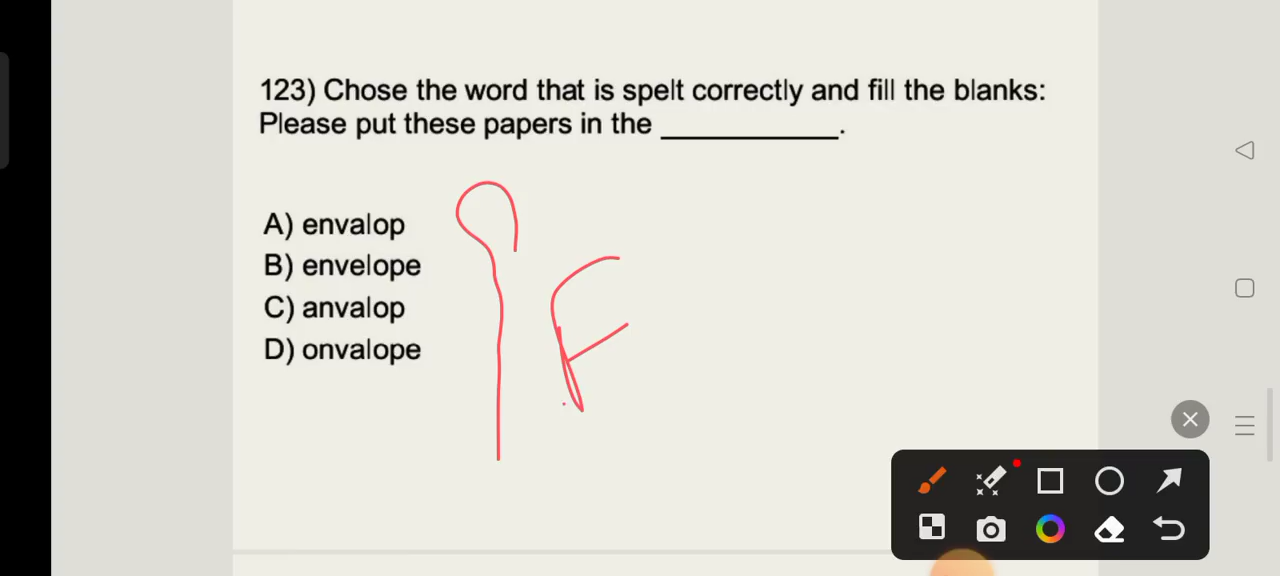 123) Chose the word that is spelt correctly and fill the blanks:
Please put these papers in the ___________.
A) envalop
B) envelope
C) anvalop
D) onvalope